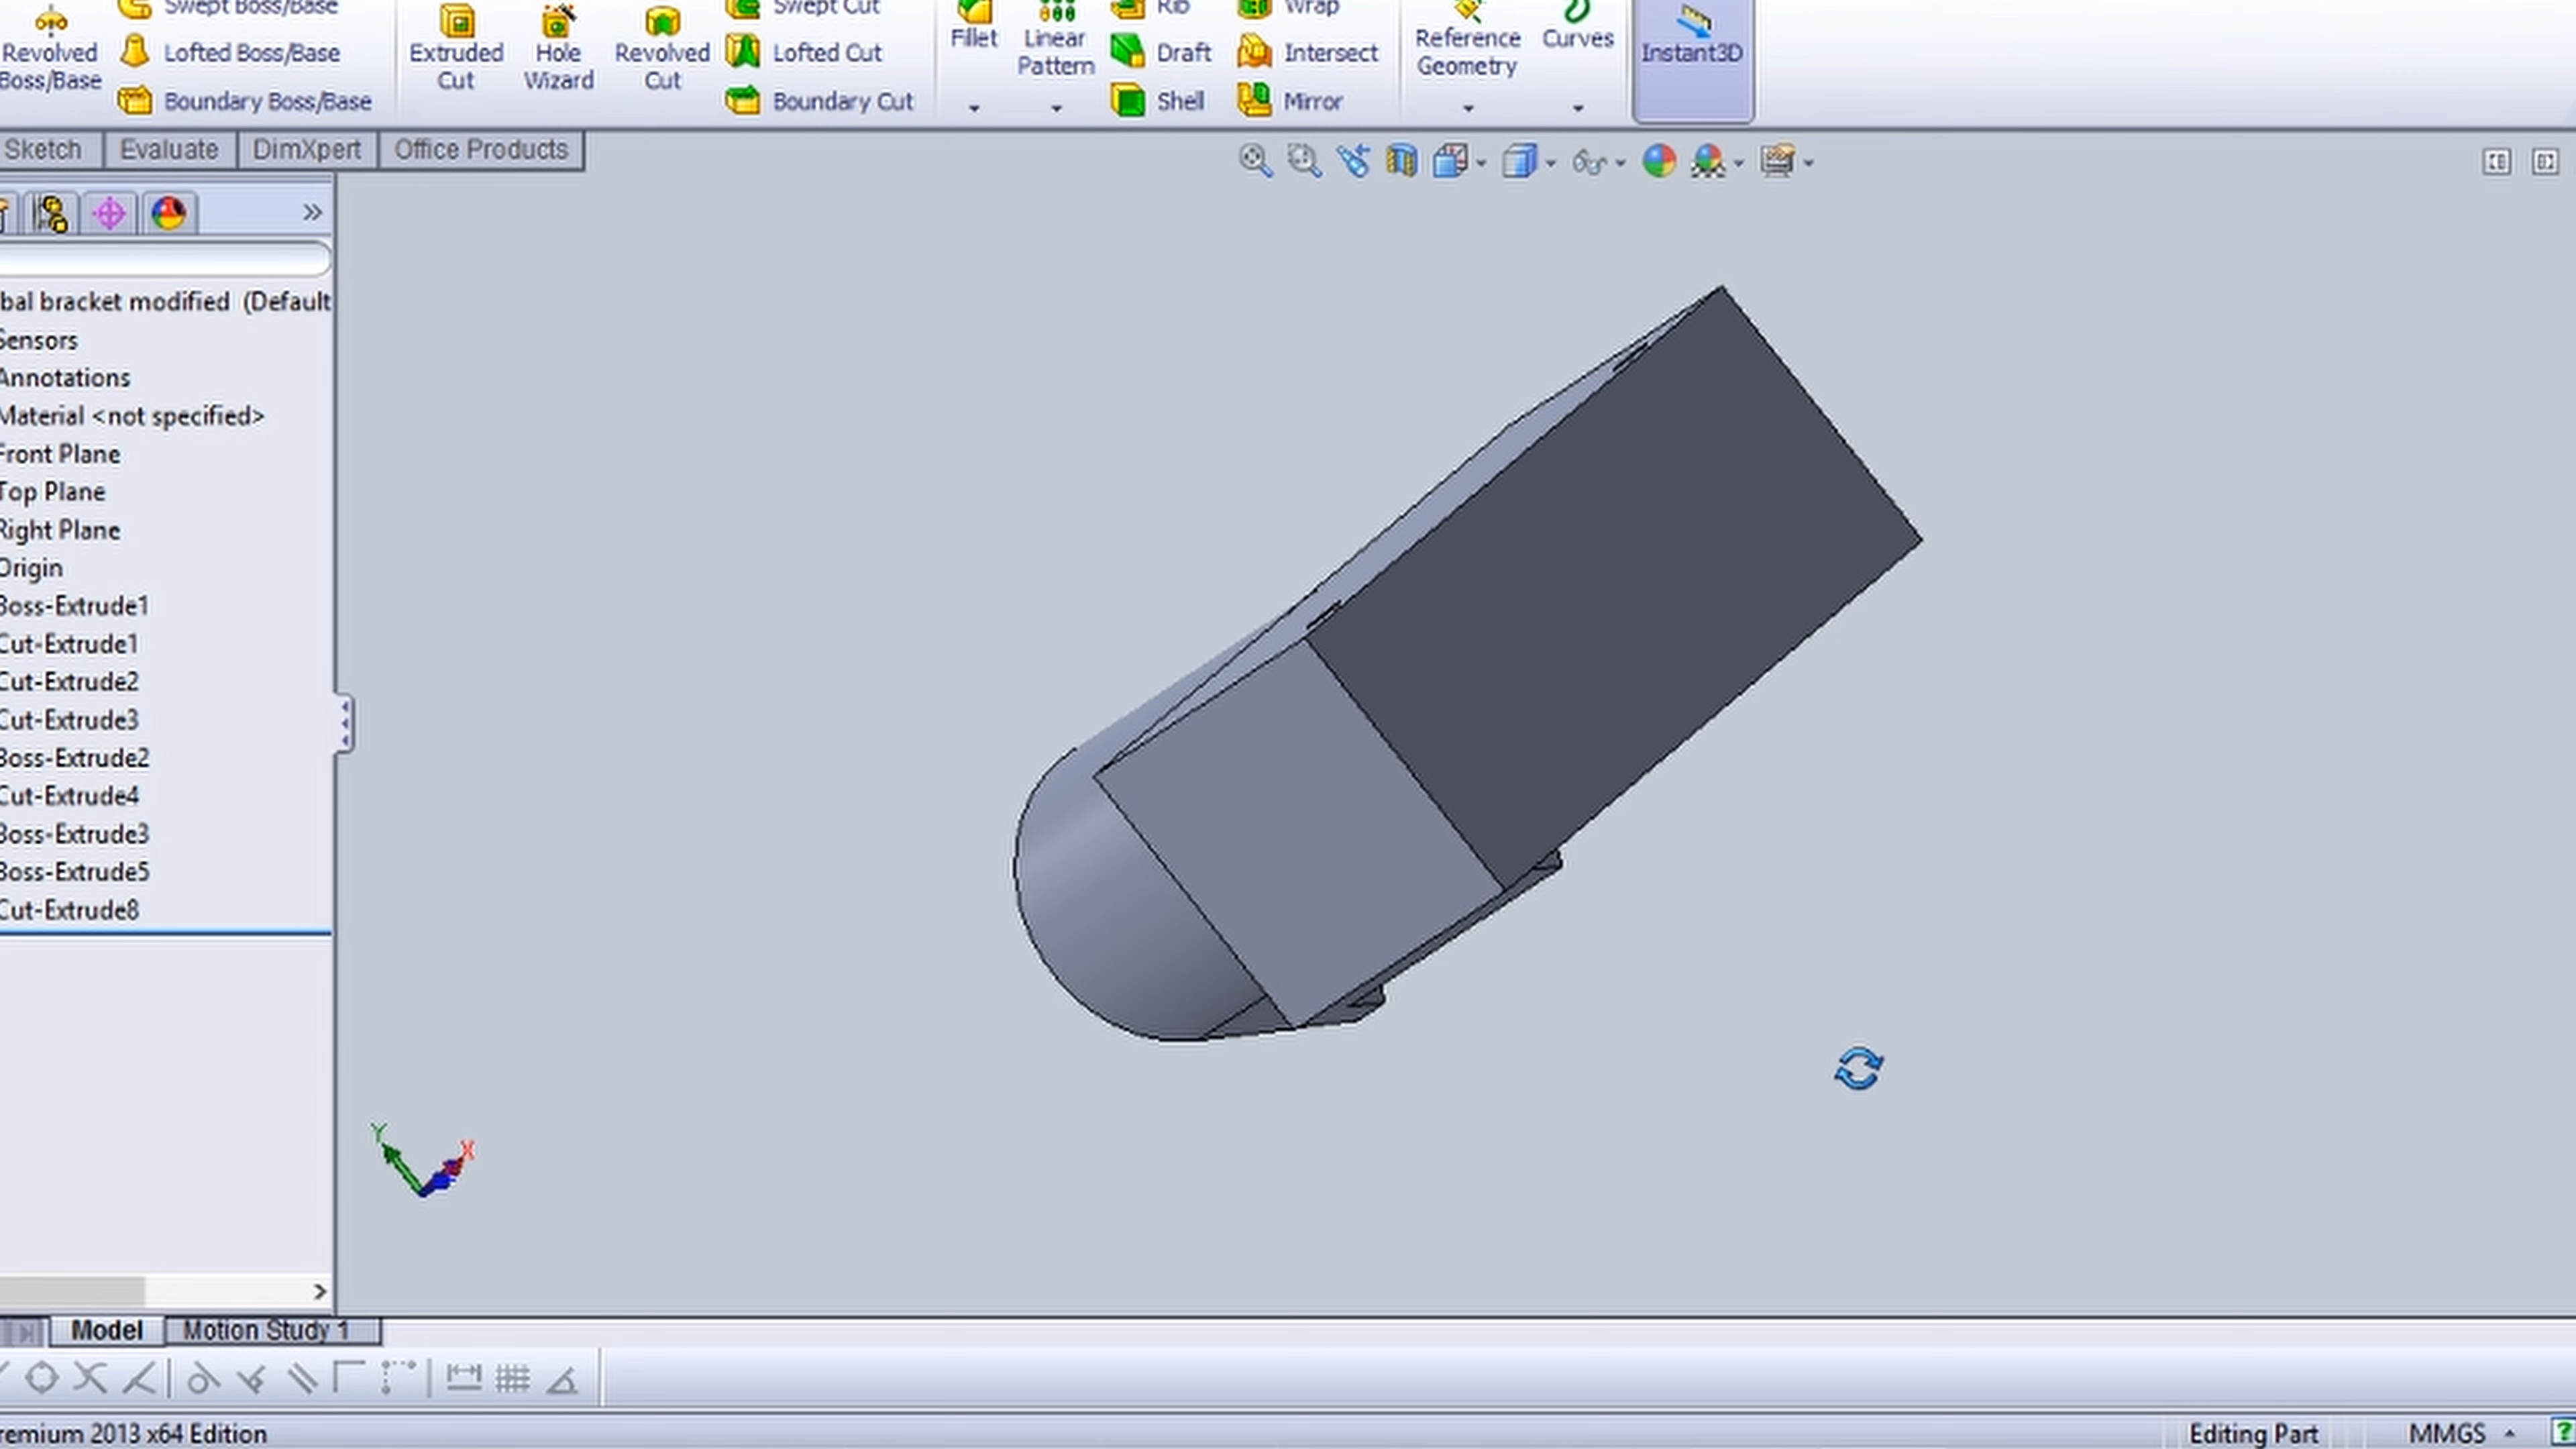 Swept Boss/Base
Swept Cut
Rib
Wrap
Revolved
Boss/Base
Lofted Boss/Base
Boundary Boss/Base
Extruded
Cut
Hole
Wizard
Revolved
Cut
Lofted Cut
Boundary Cut
Fillet
Linear
Pattern
Draft
Shell
Intersect
Mirror
Reference
Geometry
Curves
Instant3D
Sketch
Evaluate
DimXpert
Office Products
bal bracket modified (Default
Sensors
Annotations
Material <not specified>
Front Plane
Top Plane
Right Plane
Origin
Boss-Extrude1
Cut-Extrude1
Cut-Extrude2
Cut-Extrude3
Boss-Extrude2
Cut-Extrude4
Boss-Extrude3
Boss-Extrude5
Cut-Extrude8
Y
X
Model
Motion Study 1
remium 2013 x64 Edition
Editing Part
MMGS